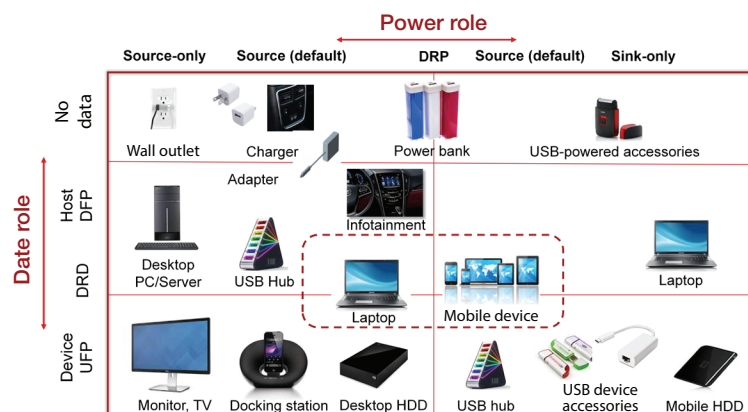 Power role
Source-only
Source (default)
DRP
Source (default)
Sink-only
Date role
No
data
Wall outlet
Charger
Power bank
USB-powered accessories
Adapter
Host
DFP
Infotainment
DRD
Desktop
PC/Server
USB Hub
Laptop
Mobile device
Laptop
Device
UFP
Monitor, TV
Docking station
Desktop HDD
USB hub
USB device
accessories
Mobile HDD